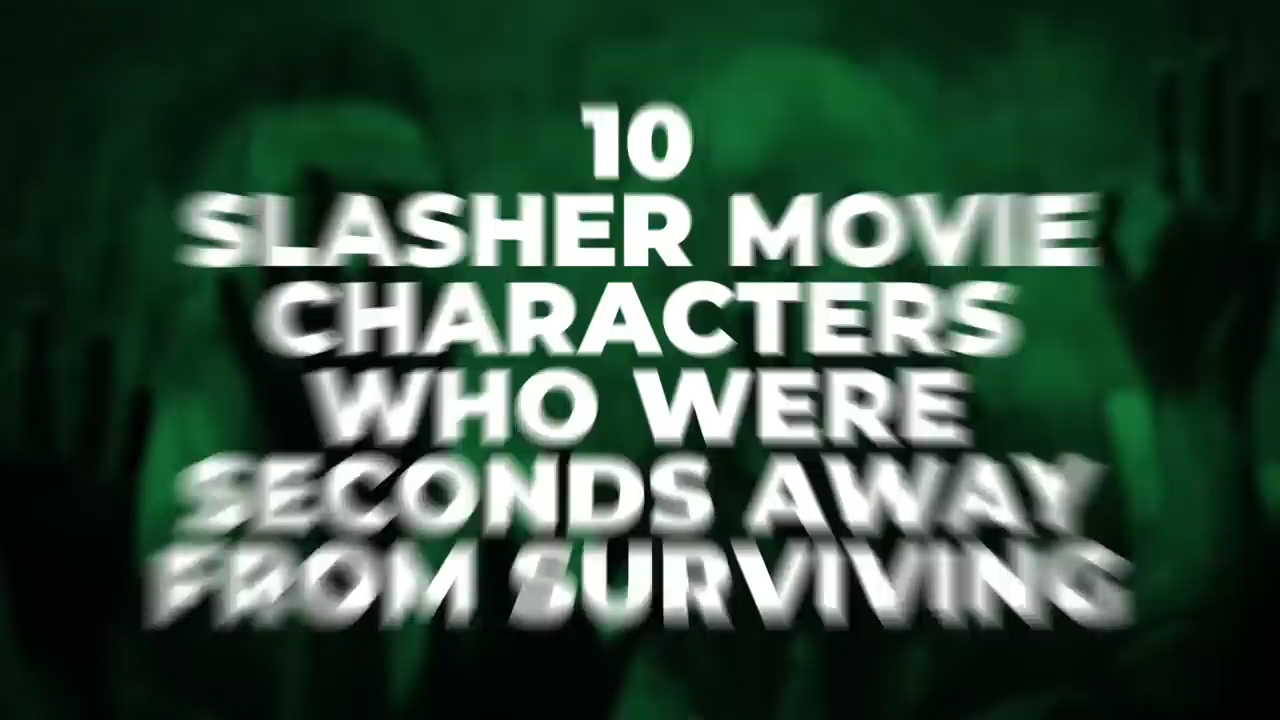 10
SLASHER MOVIE
CHARACTERS
WHO WERE
SECONDS AWAY
FROM SURVIVING